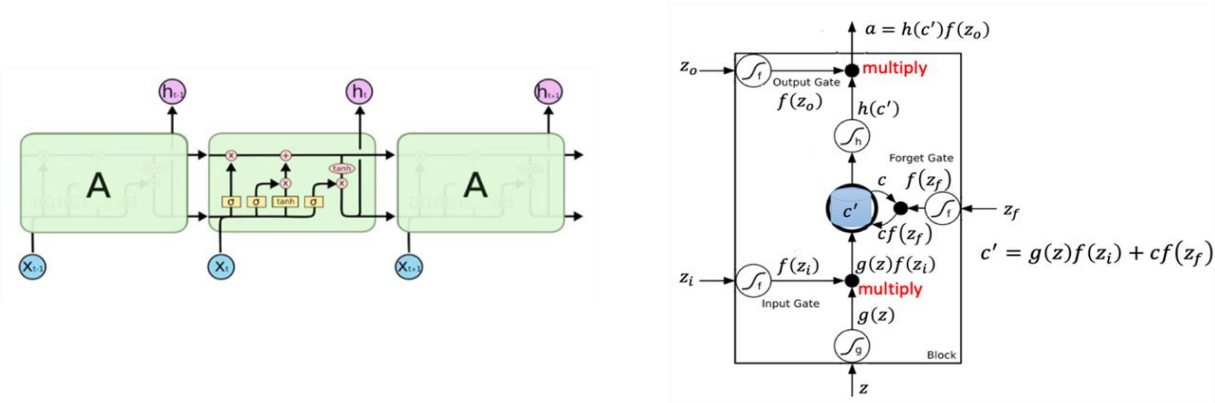 h_{t-1}
h_t
h_{t+1}
A
x
+
tanh
x
x
σ
σ
tanh
σ
A
X_{t-1}
X_t
X_{t+1}
a = h(c′)f(z_o)
z_o
f
multiply
Output Gate
f(z_o)
h(c′)
h
Forget Gate
c
f(z_f)
c′
f
z_f
cf(z_f)
c′ = g(z)f(z_i) + cf(z_f)
z_i
f
f(z_i)
g(z)f(z_i)
multiply
Input Gate
g(z)
g
Block
z